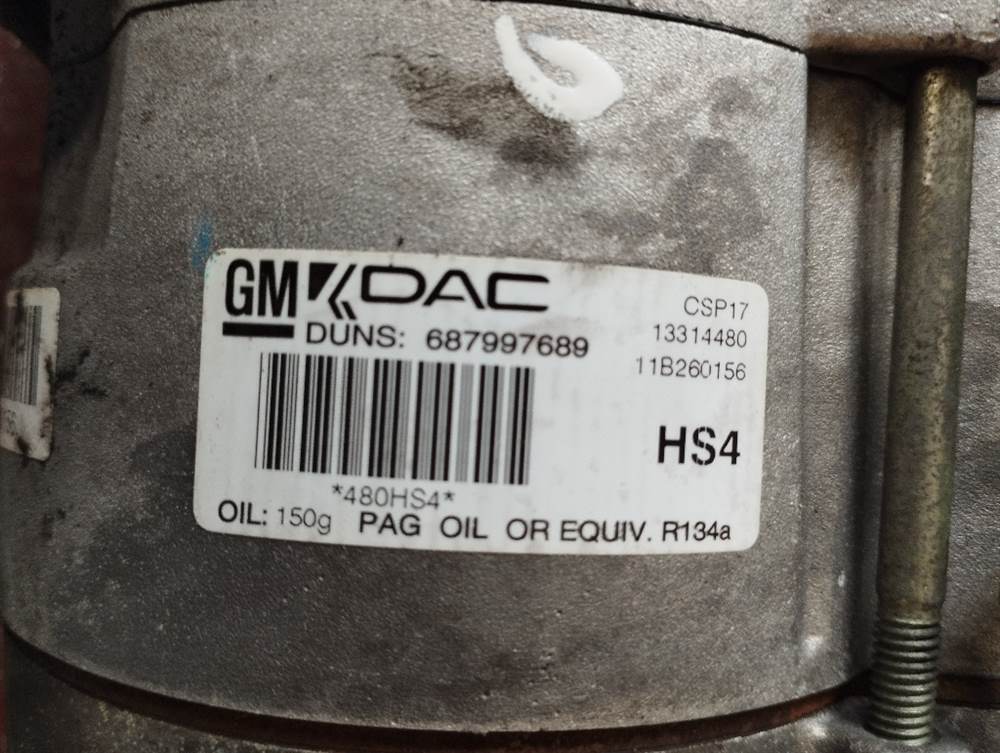 GM DAC
DUNS: 687997689
CSP17
13314480
11B260156
HS4
*480HS4*
OIL: 150g PAG OIL OR EQUIV. R134a